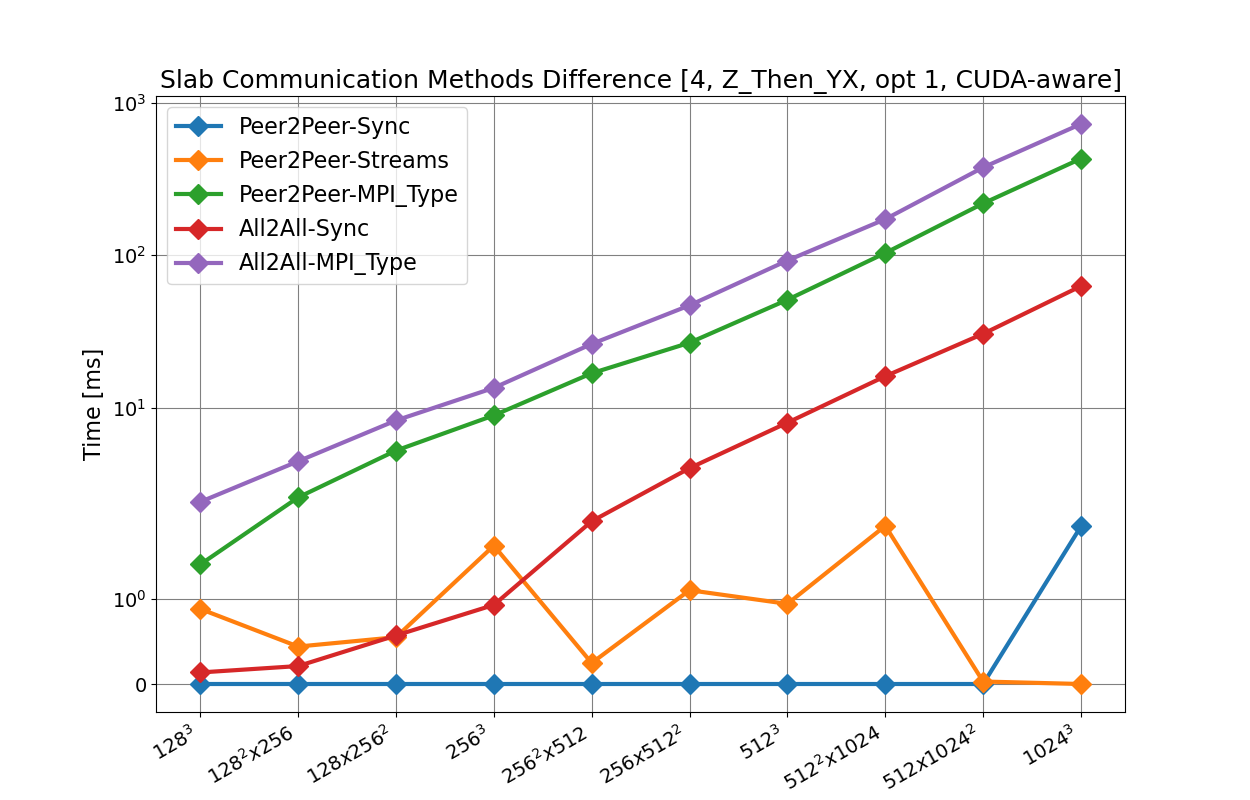 Slab Communication Methods Difference [4, Z_Then_YX, opt 1, CUDA-aware]
Peer2Peer-Sync
Peer2Peer-Streams
Peer2Peer-MPI_Type
All2All-Sync
All2All-MPI_Type
Time [ms]
10³
10²
10¹
10⁰
0
128³
128²x256
128x256²
256³
256²x512
256x512²
512³
512²x1024
512x1024²
1024³